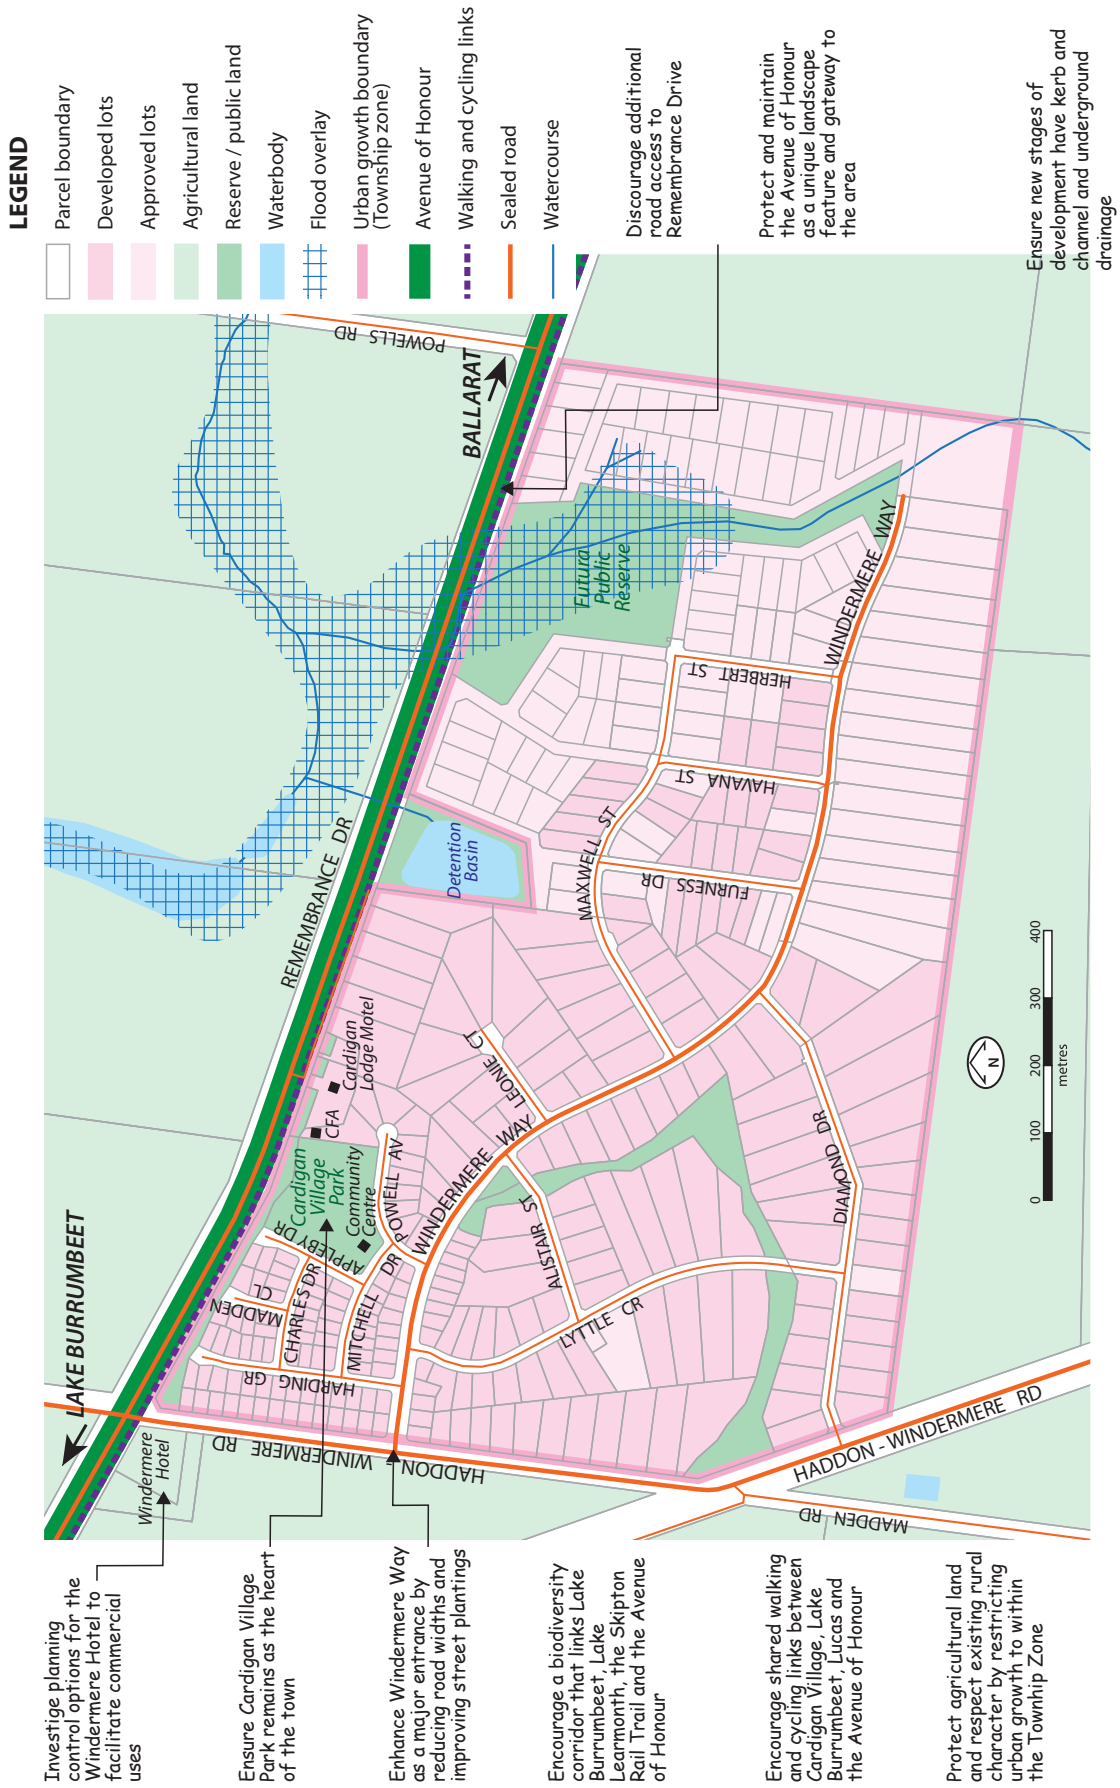 LEGEND
Parcel boundary
Developed lots
Approved lots
Agricultural land
Reserve / public land
Waterbody
Flood overlay
Urban growth boundary
(Township zone)
Avenue of Honour
Walking and cycling links
Sealed road
Watercourse
Discourage additional
road access to
Remembrance Drive
Protect and maintain
the Avenue of Honour
as a unique landscape
feature and gateway to
the area
Ensure new stages of
development have kerb and
channel and underground
drainage
Investige planning
control options for the
Windermere Hotel to
facilitate commercial
uses
Ensure Cardigan Village
Park remains as the heart
of the town
Enhance Windermere Way
as a major entrance by
reducing road widths and
improving street plantings
Encourage a biodiversity
corridor that links Lake
Burrumbeet, Lake
Learmonth, the Skipton
Rail Trail and the Avenue
of Honour
Encourage shared walking
and cycling links between
Cardigan Village, Lake
Burrumbeet, Lucas and
the Avenue of Honour
Protect agricultural land
and respect existing rural
character by restricting
urban growth to within
the Townhip Zone
LAKE BURRUMBEET
BALLARAT
POWELLS RD
REMEMBRANCE DR
Windermere
Hotel
HADDON - WINDERMERE RD
HADDON - WINDERMERE RD
MADDEN RD
HARDING GR
MADDEN CL
CHARLES DR
MITCHELL DR
APPLEBY DR
POWELL AV
Cardigan
Village
Park
Community
Centre
CFA
Cardigan
Lodge Motel
WINDERMERE WAY
LEONIE CT
ALISTAIR ST
LYTTLE CR
DIAMOND DR
Detention
Basin
MAXWELL ST
FURNESS DR
HAVANA ST
HERBERT ST
WINDERMERE WAY
Futura
Public
Reserve
N
0
100
200
300
400
metres